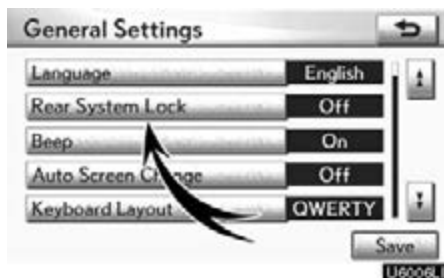 General Settings
Language English
Rear System Lock Off
Beep On
Auto Screen Change Off
Keyboard Layout QWERTY
Save
U6006L